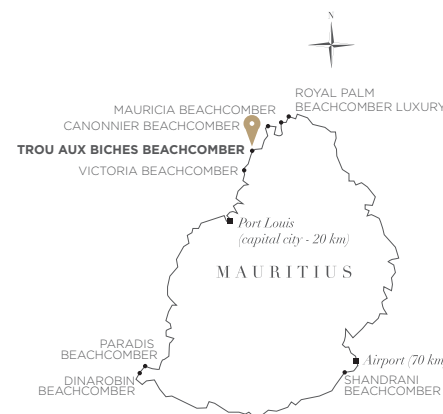 N
ROYAL PALM
BEACHCOMBER LUXURY
MAURICIA BEACHCOMBER
CANONNIER BEACHCOMBER
TROU AUX BICHES BEACHCOMBER
VICTORIA BEACHCOMBER
Port Louis
(capital city - 20 km)
MAURITIUS
PARADIS
BEACHCOMBER
Airport (70 km
DINAROBIN
BEACHCOMBER
SHANDRANI
BEACHCOMBER